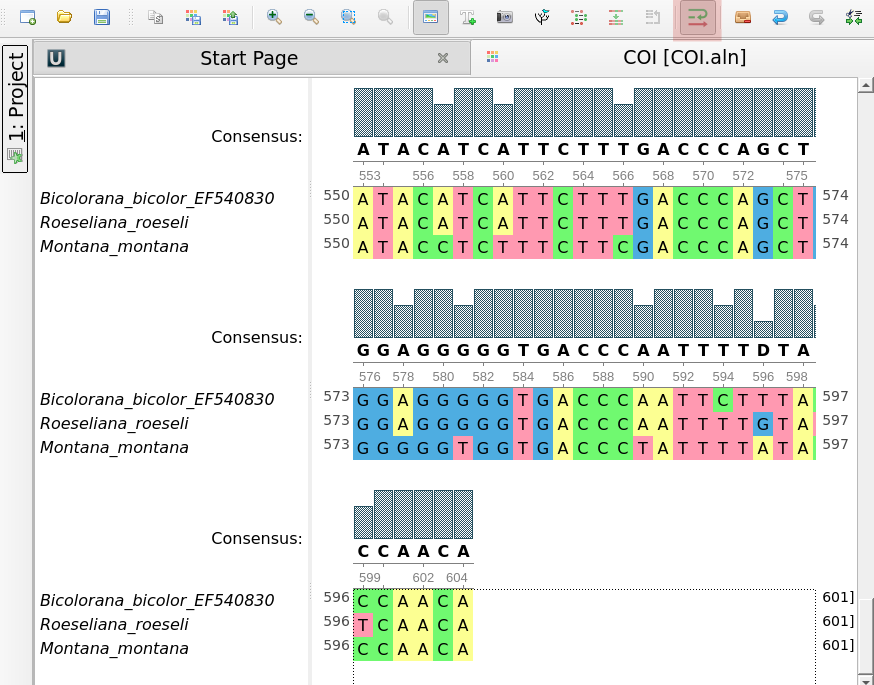 1: Project
Start Page
COI [COI.aln]
Consensus: A T A C A T C A T T C T T T G A C C C A G C T
553 556 558 560 562 564 566 568 570 572 575
Bicolorana_bicolor_EF540830 550 A T A C A T C A T T C T T T G A C C C A G C T 574
Roeseliana_roeseli 550 A T A C A T C A T T C T T T G A C C C A G C T 574
Montana_montana 550 A T A C C T C T T T C T T C G A C C C A G C T 574
Consensus: G G A G G G G G T G A C C C A A T T T T D T A
576 578 580 582 584 586 588 590 592 594 596 598
Bicolorana_bicolor_EF540830 573 G G A G G G G G T G A C C C A A T T C T T T A 597
Roeseliana_roeseli 573 G G A G G G G G T G A C C C A A T T T T G T A 597
Montana_montana 573 G G G G G T G G T G A C C C T A T T T T A T A 597
Consensus: C C A A C A
599 602 604
Bicolorana_bicolor_EF540830 596 C C A A C A 601]
Roeseliana_roeseli 596 T C A A C A 601]
Montana_montana 596 C C A A C A 601]